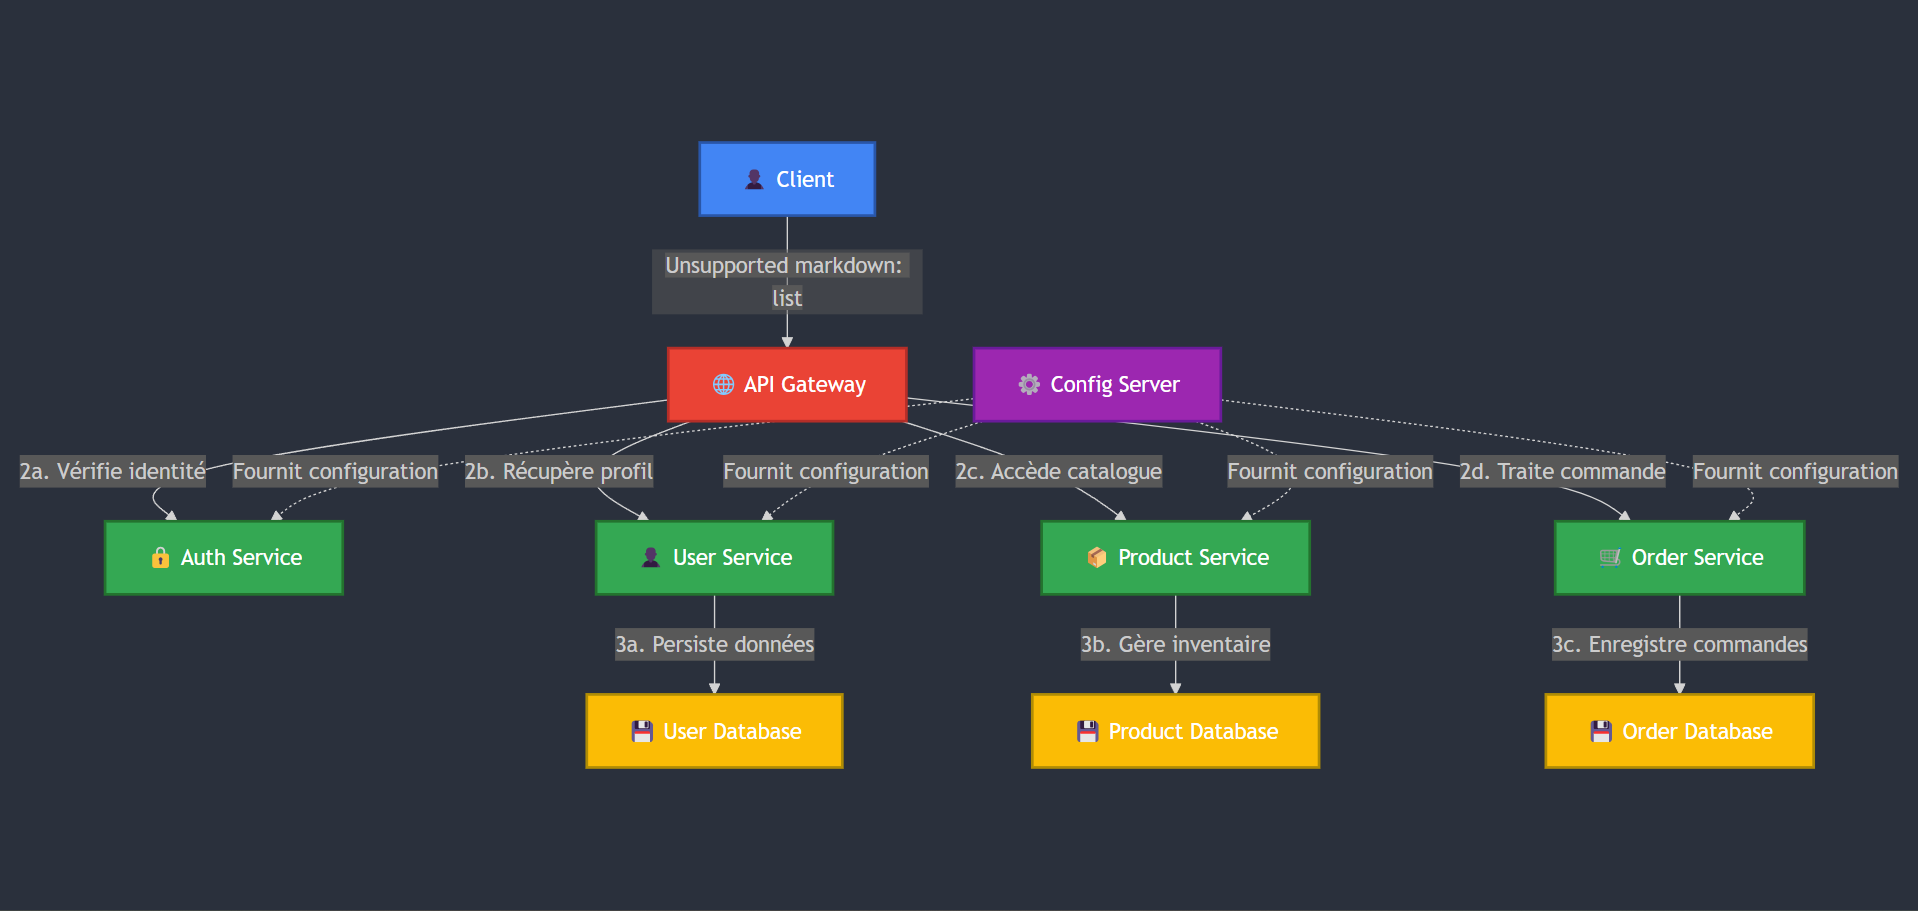 Client
Unsupported markdown:
list
API Gateway
Config Server
2a. Vérifie identité
Fournit configuration
2b. Récupère profil
Fournit configuration
2c. Accède catalogue
Fournit configuration
2d. Traite commande
Fournit configuration
Auth Service
User Service
Product Service
Order Service
3a. Persiste données
3b. Gère inventaire
3c. Enregistre commandes
User Database
Product Database
Order Database